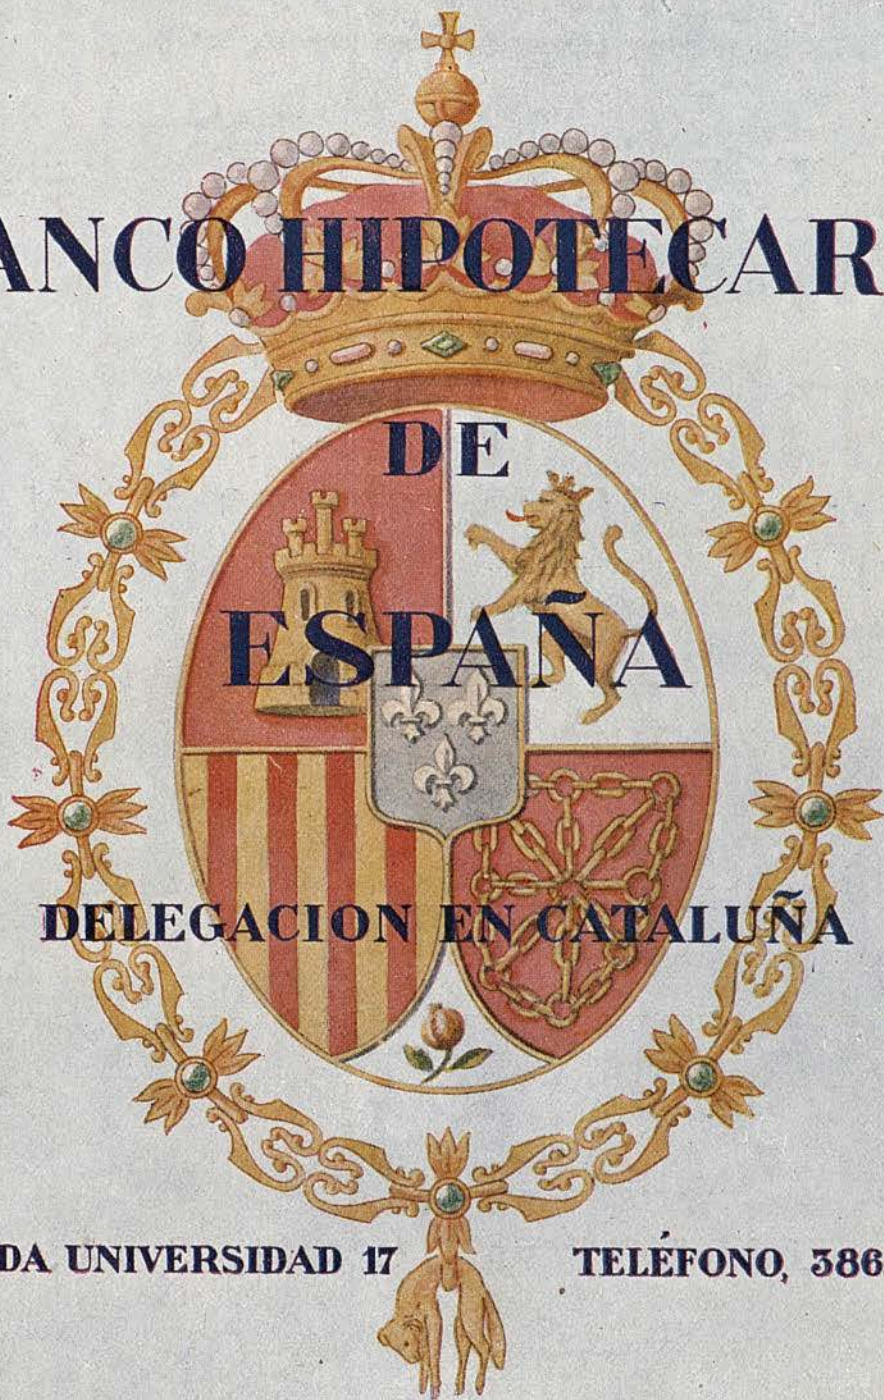 ANCO HIPOTECAR
DE
ESPAÑA
DELEGACION EN CATALUÑA
DA UNIVERSIDAD 17 TELÉFONO, 386